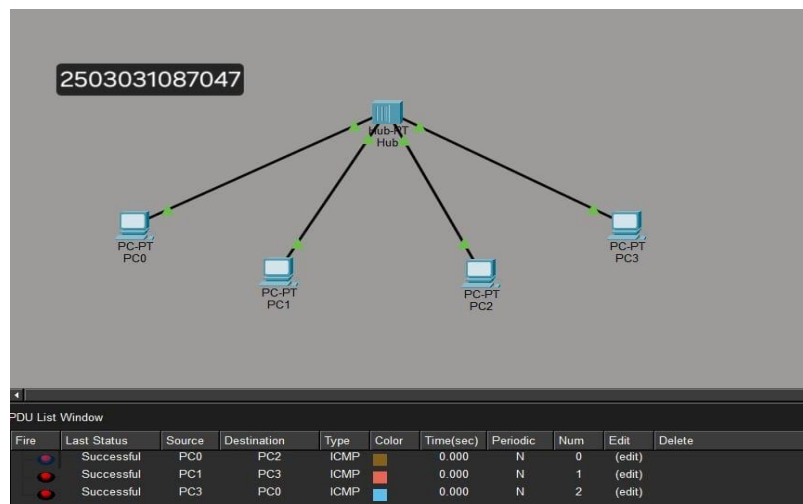 2503031087047
Hub-PT
Hub
PC-PT
PC0
PC-PT
PC1
PC-PT
PC2
PC-PT
PC3
PDU List Window
Fire Last Status Source Destination Type Color Time(sec) Periodic Num Edit Delete
Successful PC0 PC2 ICMP 0.000 N 0 (edit)
Successful PC1 PC3 ICMP 0.000 N 1 (edit)
Successful PC3 PC0 ICMP 0.000 N 2 (edit)